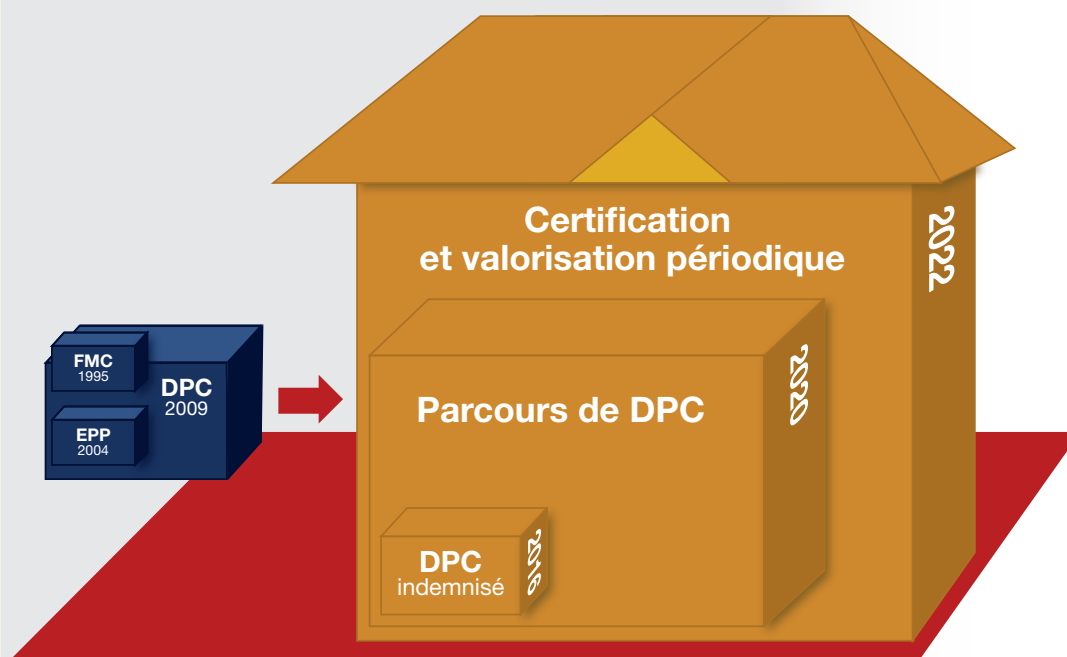 Certification
et valorisation périodique
2022
FMC
1995
DPC
2009
EPP
2004
Parcours de DPC
2020
DPC
indemnisé
2016